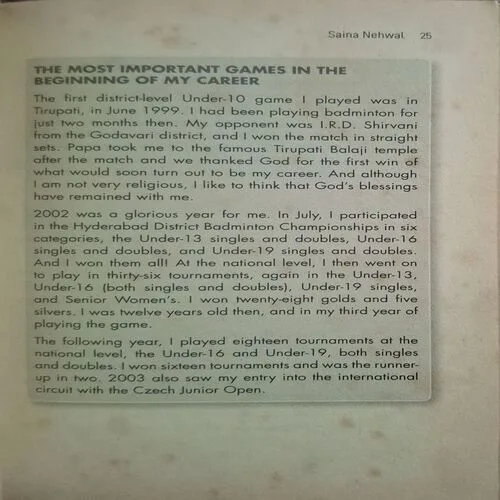 Saina Nehwal 25
THE MOST IMPORTANT GAMES IN THE
BEGINNING OF MY CAREER
The first district-level Under-10 game I played was in
Tirupati, in June 1999. I had been playing badminton for
just two months then. My opponent was I.R.D. Shirvani
from the Godavari district, and I won the match in straight
sets. Papa took me to the famous Tirupati Balaji temple
after the match and we thanked God for the first win of
what would soon turn out to be my career. And although
I am not very religious, I like to think that God's blessings
have remained with me.
2002 was a glorious year for me. In July, I participated
in the Hyderabad District Badminton Championships in six
categories, the Under-13 singles and doubles, Under-16
singles and doubles, and Under-19 singles and doubles.
And I won them all! At the national level, I then went on
to play in thirty-six tournaments, again in the Under-13,
Under-16 (both singles and doubles), Under-19 singles,
and Senior Women's. I won twenty-eight golds and five
silvers. I was twelve years old then, and in my third year of
playing the game.
The following year, I played eighteen tournaments at the
national level, the Under-16 and Under-19, both singles
and doubles. I won sixteen tournaments and was the runner-
up in two. 2003 also saw my entry into the international
circuit with the Czech Junior Open.